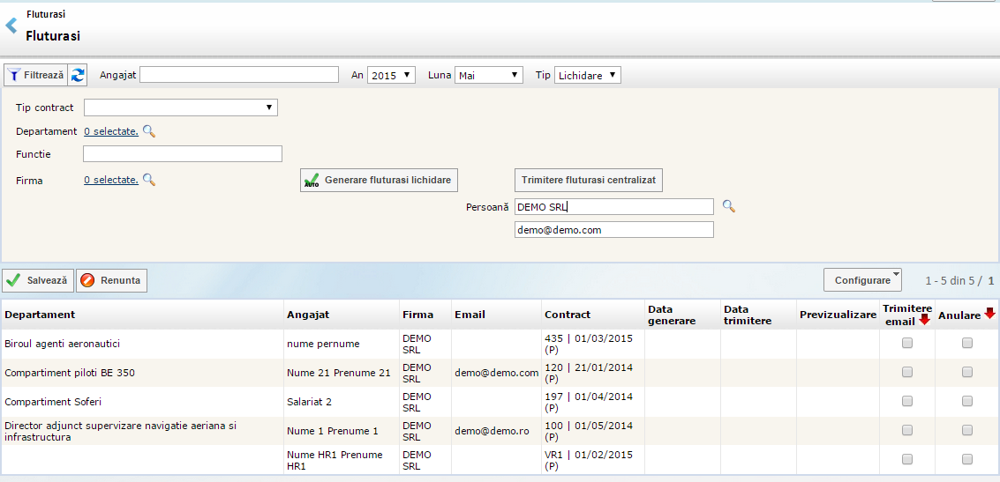 Fluturasi
Fluturasi
Filtrează Angajat An 2015 Luna Mai Tip Lichidare
Tip contract
Departament 0 selectate.
Functie
Firma 0 selectate. AUTO Generare fluturasi lichidare Trimitere fluturasi centralizat
Persoană DEMO SRL
demo@demo.com
Salvează Renunta Configurare 1 - 5 din 5 / 1
Departament Angajat Firma Email Contract Data generare Data trimitere Previzualizare Trimitere email Anulare
Biroul agenti aeronautici nume pernume DEMO SRL 435 | 01/03/2015 (P)
Compartiment piloti BE 350 Nume 21 Prenume 21 DEMO SRL demo@demo.com 120 | 21/01/2014 (P)
Compartiment Soferi Salariat 2 DEMO SRL 197 | 01/04/2014 (P)
Director adjunct supervizare navigatie aeriana si infrastructura Nume 1 Prenume 1 DEMO SRL demo@demo.ro 100 | 01/05/2014 (P)
Nume HR1 Prenume HR1 DEMO SRL VR1 | 01/02/2015 (P)